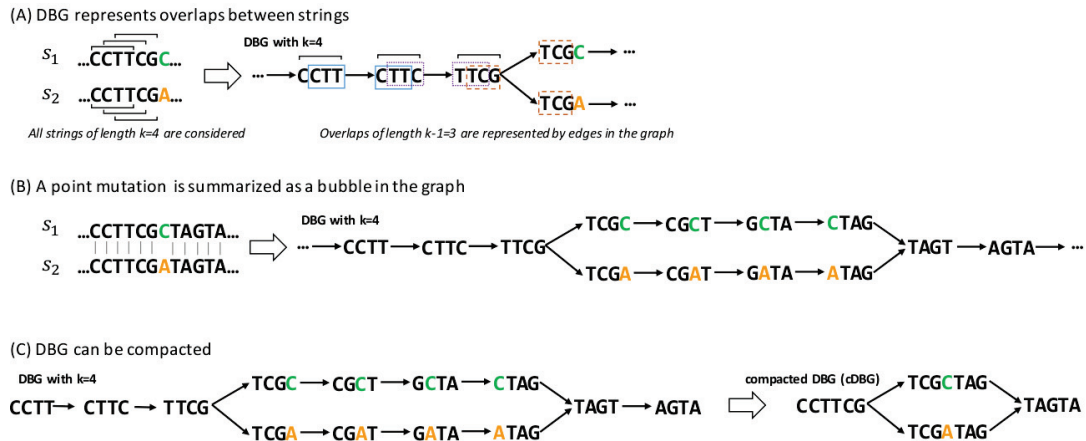 (A) DBG represents overlaps between strings
s1 ...CCTTCGC...
s2 ...CCTTCGA...
All strings of length k=4 are considered
DBG with k=4
... CCTT CTTC TTCG
TCGC ...
TCGA ...
Overlaps of length k-1=3 are represented by edges in the graph
(B) A point mutation is summarized as a bubble in the graph
s1 ...CCTTCGCTAGTA...
s2 ...CCTTCGATAGTA...
DBG with k=4
TCGC CGCT GCTA CTAG
... CCTT CTTC TTCG TAGT AGTA ...
TCGA CGAT GATA ATAG
(C) DBG can be compacted
DBG with k=4
TCGC CGCT GCTA CTAG
CCTT CTTC TTCG TAGT AGTA
TCGA CGAT GATA ATAG
compacted DBG (cDBG)
TCGCTAG
CCTTCG TAGTA
TCGATAG